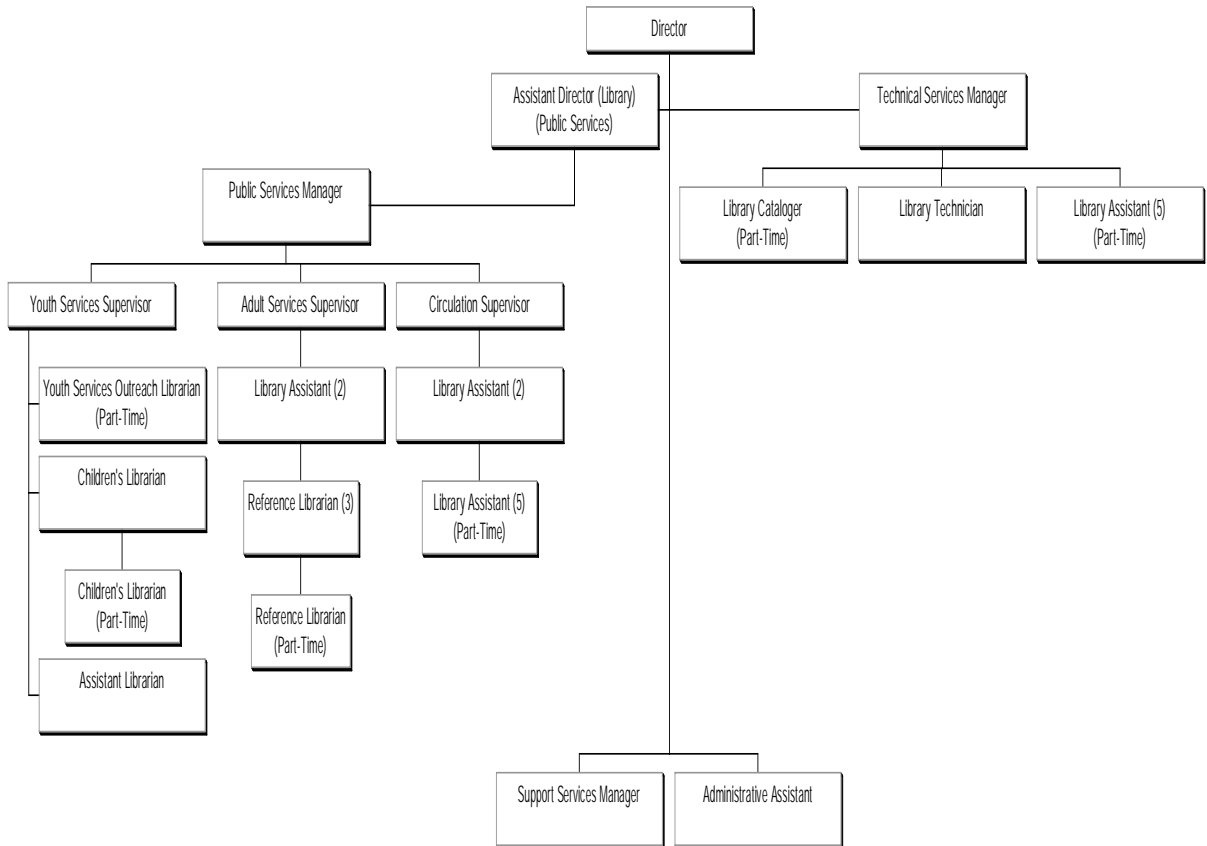 Director
Assistant Director (Library)
(Public Services)
Technical Services Manager
Public Services Manager
Library Cataloger
(Part-Time)
Library Technician
Library Assistant (5)
(Part-Time)
Youth Services Supervisor
Adult Services Supervisor
Circulation Supervisor
Youth Services Outreach Librarian
(Part-Time)
Library Assistant (2)
Library Assistant (2)
Children's Librarian
Reference Librarian (3)
Library Assistant (5)
(Part-Time)
Children's Librarian
(Part-Time)
Reference Librarian
(Part-Time)
Assistant Librarian
Support Services Manager
Administrative Assistant